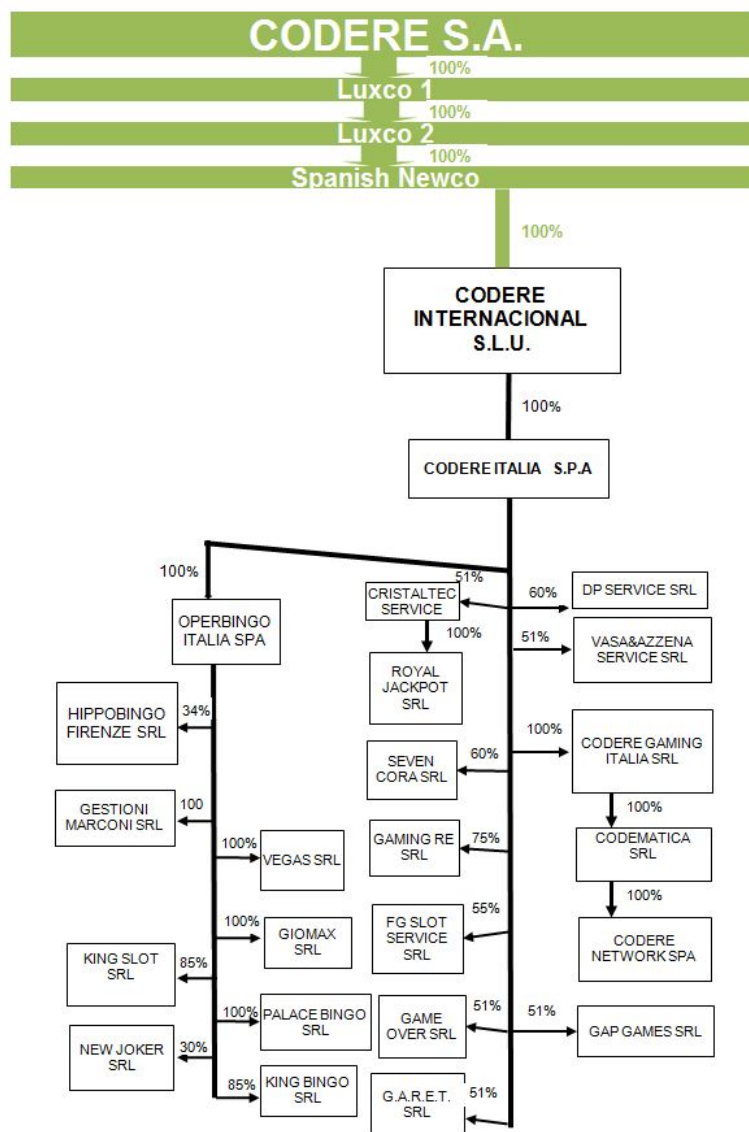 CODERE S.A.
100%
Luxco 1
100%
Luxco 2
100%
Spanish Newco
100%
CODERE
INTERNACIONAL
S.L.U.
100%
CODERE ITALIA S.P.A
100%
OPERBINGO
ITALIA SPA
34%
HIPPOBINGO
FIRENZE SRL
100
GESTIONI
MARCONI SRL
100%
VEGAS SRL
100%
GIOMAX
SRL
85%
KING SLOT
SRL
100%
PALACE BINGO
SRL
30%
NEW JOKER
SRL
85%
KING BINGO
SRL
51%
CRISTALTEC
SERVICE
100%
ROYAL
JACKPOT
SRL
60%
DP SERVICE SRL
51%
VASA&AZZENA
SERVICE SRL
60%
SEVEN
CORA SRL
100%
CODERE GAMING
ITALIA SRL
100%
CODEMATICA
SRL
100%
CODERE
NETWORK SPA
75%
GAMING RE
SRL
55%
FG SLOT
SERVICE
SRL
51%
GAME
OVER SRL
51%
GAP GAMES SRL
51%
G.A.R.E.T.
SRL